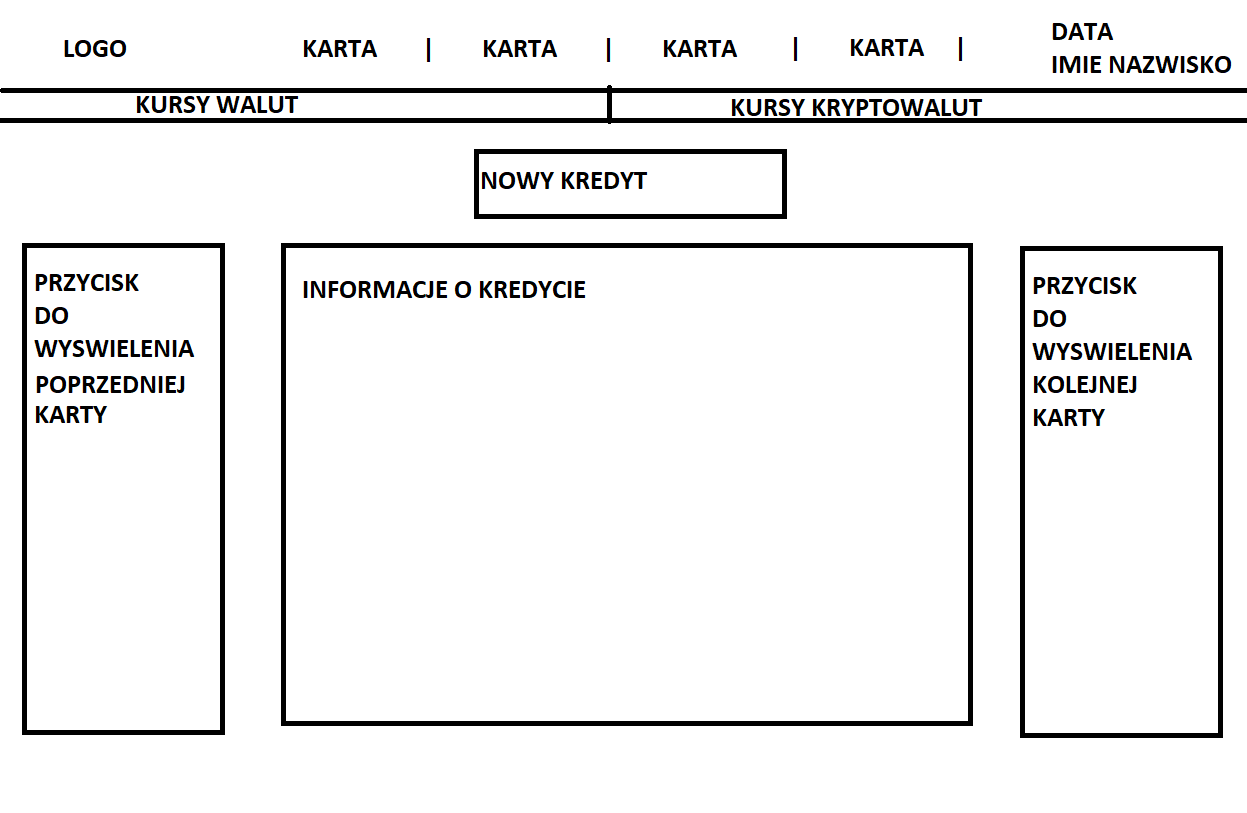 LOGO
KARTA | KARTA | KARTA | KARTA |
DATA
IMIE NAZWISKO
KURSY WALUT
KURSY KRYPTOWALUT
NOWY KREDYT
PRZYCISK
DO
WYSWIELENIA
POPRZEDNIEJ
KARTY
INFORMACJE O KREDYCIE
PRZYCISK
DO
WYSWIELENIA
KOLEJNEJ
KARTY